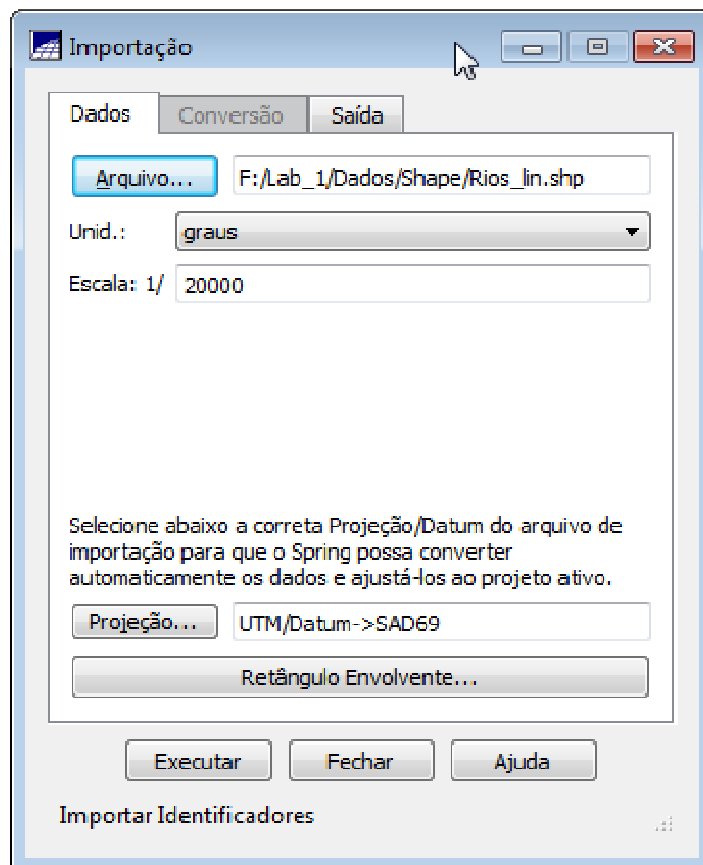 Importação
Dados Conversão Saída
Arquivo... F:/Lab_1/Dados/Shape/Rios_lin.shp
Unid.: graus
Escala: 1/ 20000
Selecione abaixo a correta Projeção/Datum do arquivo de
importação para que o Spring possa converter
automaticamente os dados e ajustá-los ao projeto ativo.
Projeção... UTM/Datum->SAD69
Retângulo Envolvente...
Executar Fechar Ajuda
Importar Identificadores